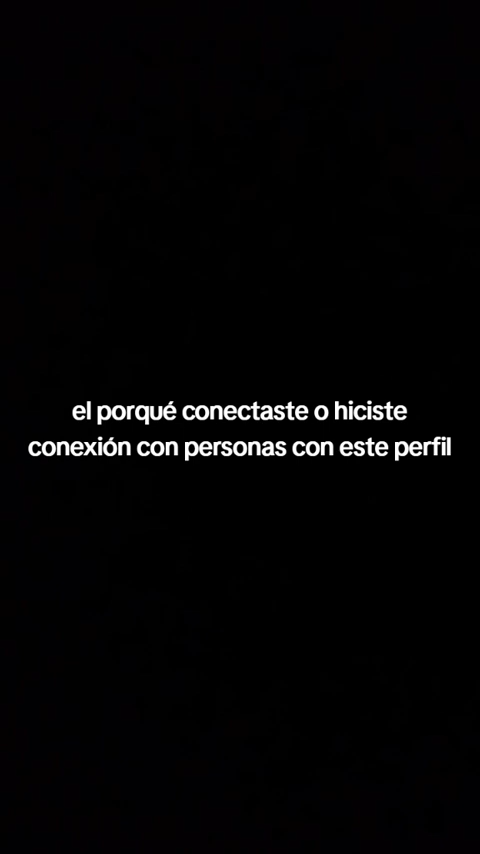 el porqué conectaste o hiciste
conexión con personas con este perfil